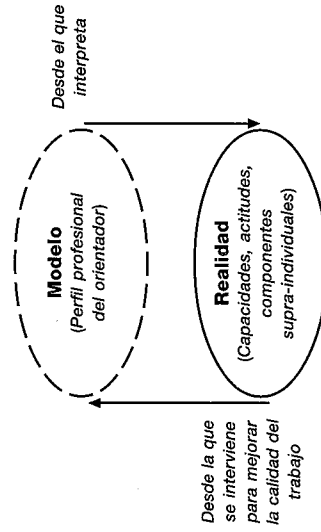 Desde el que
interpreta
Modelo
(Perfil profesional
del orientador)
Realidad
(Capacidades, actitudes,
componentes
supra-individuales)
Desde la que
se interviene
para mejorar
la calidad del
trabajo